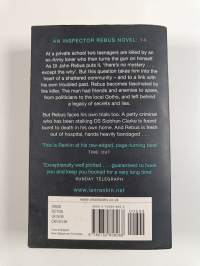 AN INSPECTOR REBUS NOVEL: 14
At a private school two teenagers are killed by an
ex-Army loner who then turns the gun on himself.
As DI John Rebus puts it, 'there's no mystery ...
except the why'. But this question takes him into the heart
of a shattered community - and to a link with
his own troubled past. Rebus becomes fascinated by
the killer. The man had friends and enemies to spare,
from politicians to the local Goths, and left behind
a legacy of secrets and lies.
But Rebus faces his own trials too. A petty criminal
who has been stalking DS Siobhan Clarke is found
burnt to death in his own home. And Rebus is fresh
out of hospital, hands heavily bandaged ...
'This is Rankin at his raw-edged, page-turning best'
TIME OUT
'Exceptionally well plotted ... guaranteed to hook
you and keep you hooked for a very long time'
SUNDAY TELEGRAPH
www.ianrankin.net